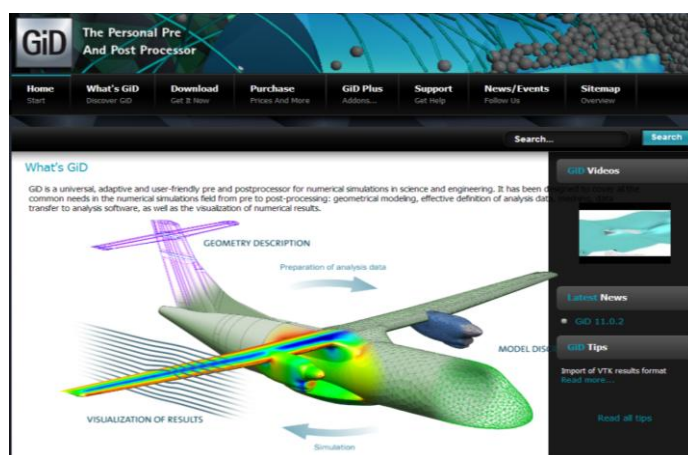 GiD
The Personal Pre
And Post Processor
Home
Start
What's GiD
Discover GiD
Download
Get It Now
Purchase
Prices And More
GiD Plus
Addons...
Support
Get Help
News/Events
Follow Us
Sitemap
Overview
Search...
Search
What's GiD
GiD is a universal, adaptive and user-friendly pre and postprocessor for numerical simulations in science and engineering. It has been
common needs in the numerical simulations field from pre to post-processing: geometrical modeling, effective definition of analysis data,
transfer to analysis software, as well as the visualization of numerical results.
GEOMETRY DESCRIPTION
Preparation of analysis data
MODEL
VISUALIZATION OF RESULTS
Simulation
GiD Videos
Latest News
GiD 11.0.2
GiD Tips
Import of VTK results format
Read more...
Read all tips